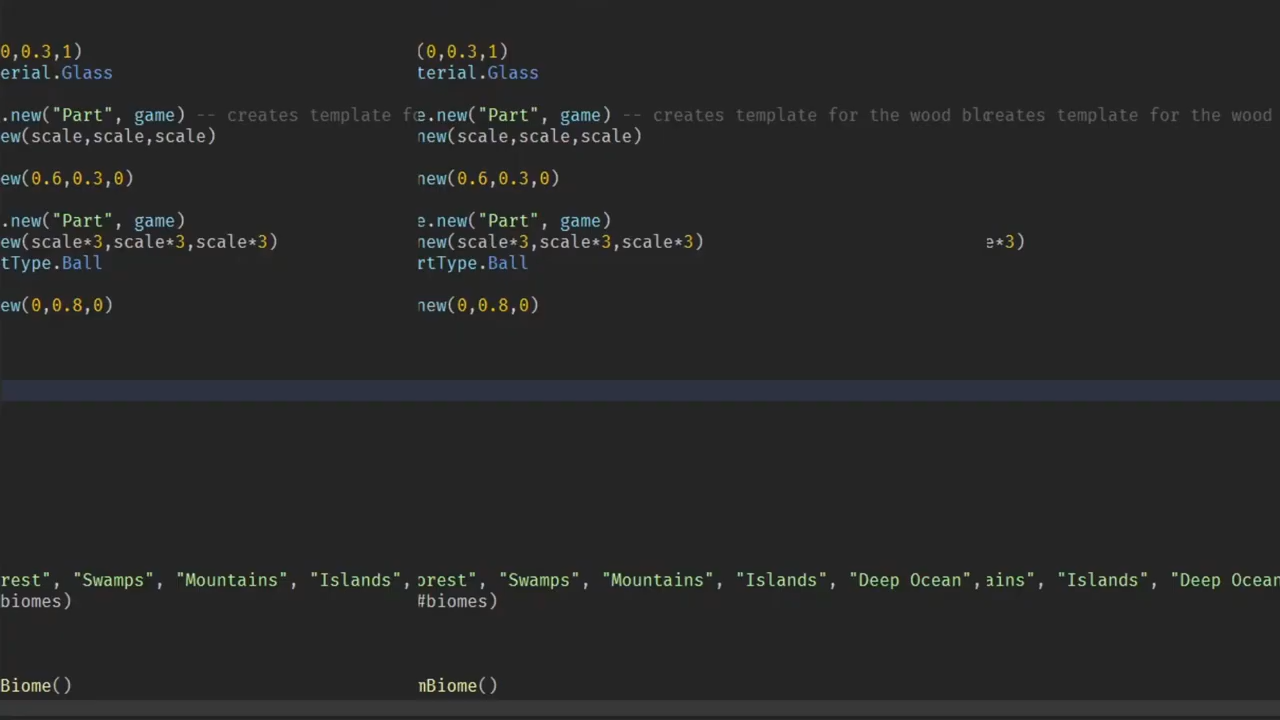 0,0.3,1) (0,0.3,1)
erial.Glass terial.Glass
.new("Part", game) -- creates template fo e.new("Part", game) -- creates template for the wood blo reates template for the wood
ew(scale,scale,scale) new(scale,scale,scale)
ew(0.6,0.3,0) new(0.6,0.3,0)
.new("Part", game) e.new("Part", game)
ew(scale*3,scale*3,scale*3) new(scale*3,scale*3,scale*3) e*3)
tType.Ball rtType.Ball
ew(0,0.8,0) new(0,0.8,0)
rest", "Swamps", "Mountains", "Islands", orest", "Swamps", "Mountains", "Islands", "Deep Ocean", ains", "Islands", "Deep Ocean
biomes) #biomes)
Biome() mBiome()